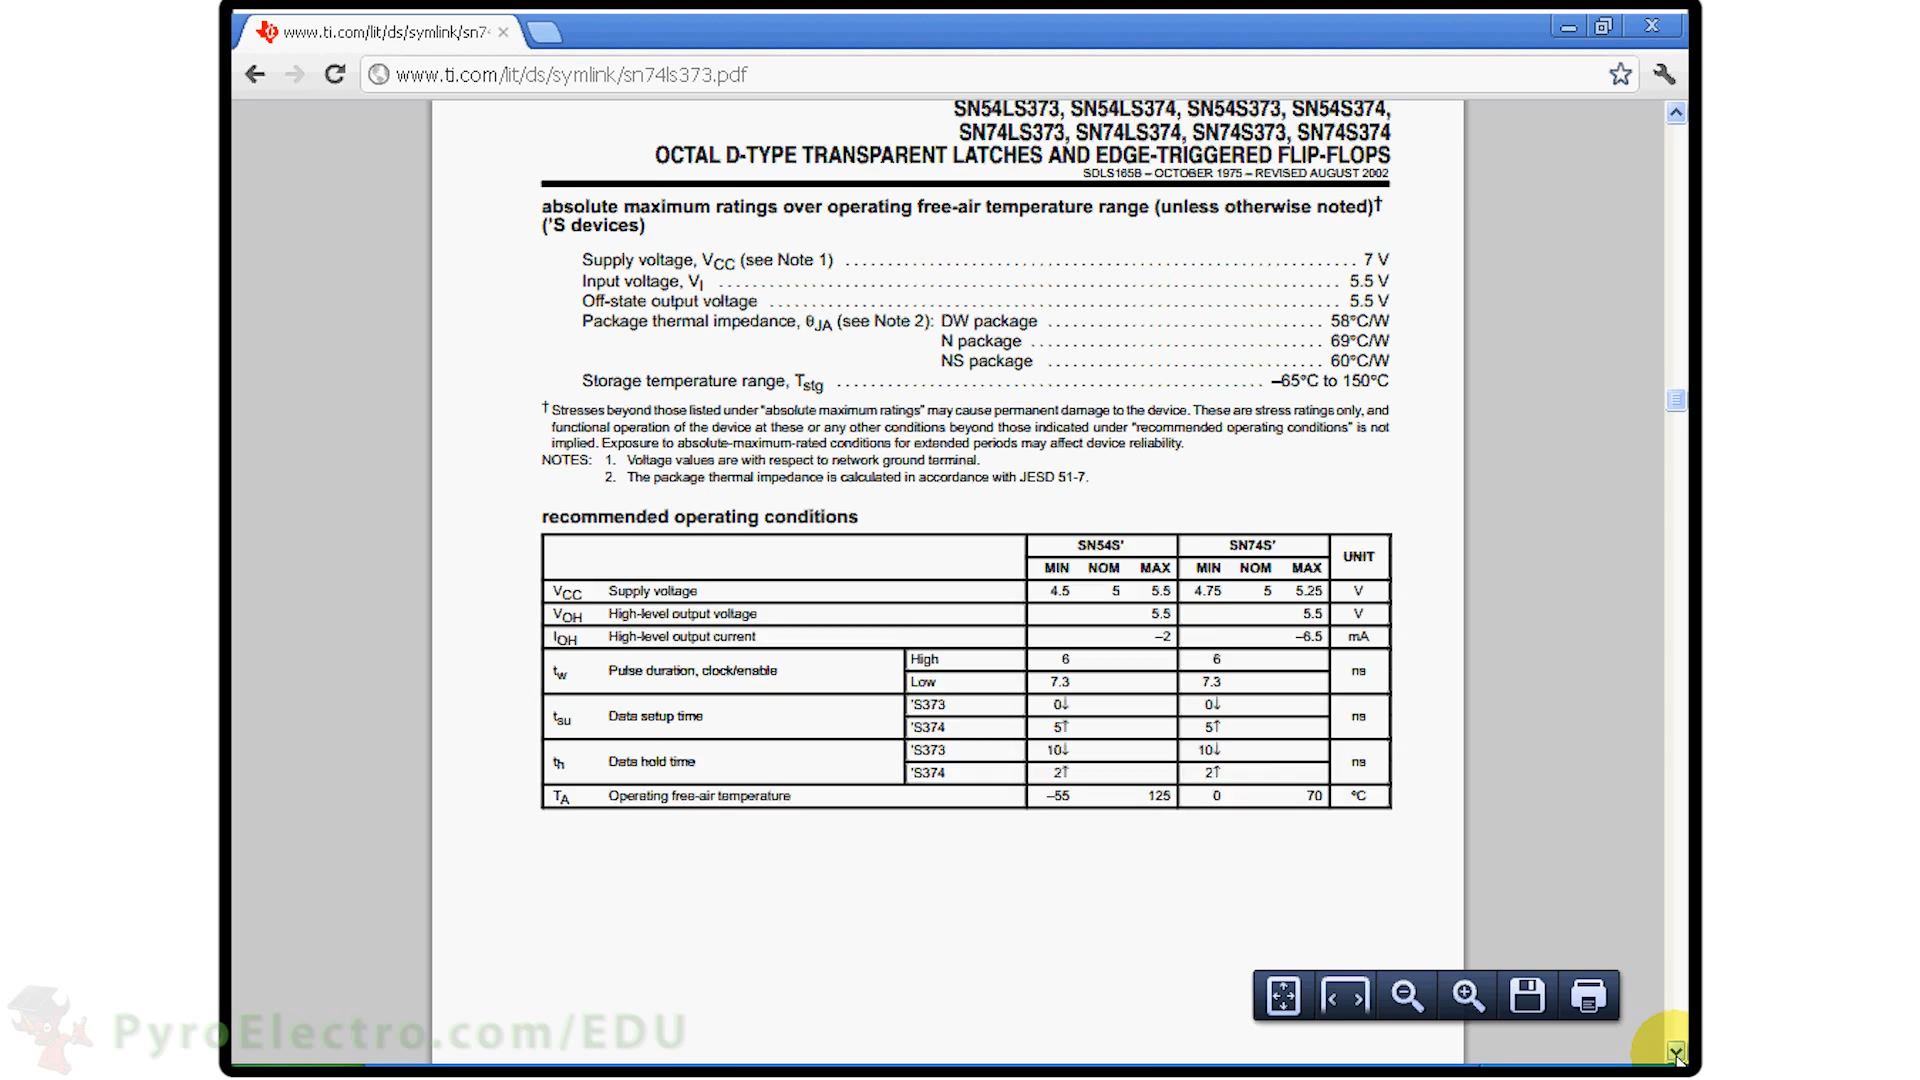 www.ti.com/lit/ds/symlink/sn7
www.ti.com/lit/ds/symlink/sn74ls373.pdf
SN54LS373, SN54LS374, SN54S373, SN54S374,
SN74LS373, SN74LS374, SN74S373, SN74S374
OCTAL D-TYPE TRANSPARENT LATCHES AND EDGE-TRIGGERED FLIP-FLOPS
SDLS165B – OCTOBER 1975 – REVISED AUGUST 2002
absolute maximum ratings over operating free-air temperature range (unless otherwise noted)†
('S devices)
Supply voltage, VCC (see Note 1) 7 V
Input voltage, VI 5.5 V
Off-state output voltage 5.5 V
Package thermal impedance, θJA (see Note 2): DW package 58°C/W
N package 69°C/W
NS package 60°C/W
Storage temperature range, Tstg –65°C to 150°C
† Stresses beyond those listed under "absolute maximum ratings" may cause permanent damage to the device. These are stress ratings only, and
functional operation of the device at these or any other conditions beyond those indicated under "recommended operating conditions" is not
implied. Exposure to absolute-maximum-rated conditions for extended periods may affect device reliability.
NOTES: 1. Voltage values are with respect to network ground terminal.
2. The package thermal impedance is calculated in accordance with JESD 51-7.
recommended operating conditions
SN54S' SN74S' UNIT
MIN NOM MAX MIN NOM MAX
VCC Supply voltage 4.5 5 5.5 4.75 5 5.25 V
VOH High-level output voltage 5.5 5.5 V
IOH High-level output current –2 –6.5 mA
tw Pulse duration, clock/enable High 6 6 ns
Low 7.3 7.3
tsu Data setup time 'S373 0↓ 0↓ ns
'S374 5↑ 5↑
th Data hold time 'S373 10↓ 10↓ ns
'S374 2↑ 2↑
TA Operating free-air temperature –55 125 0 70 °C
PyroElectro.com/EDU